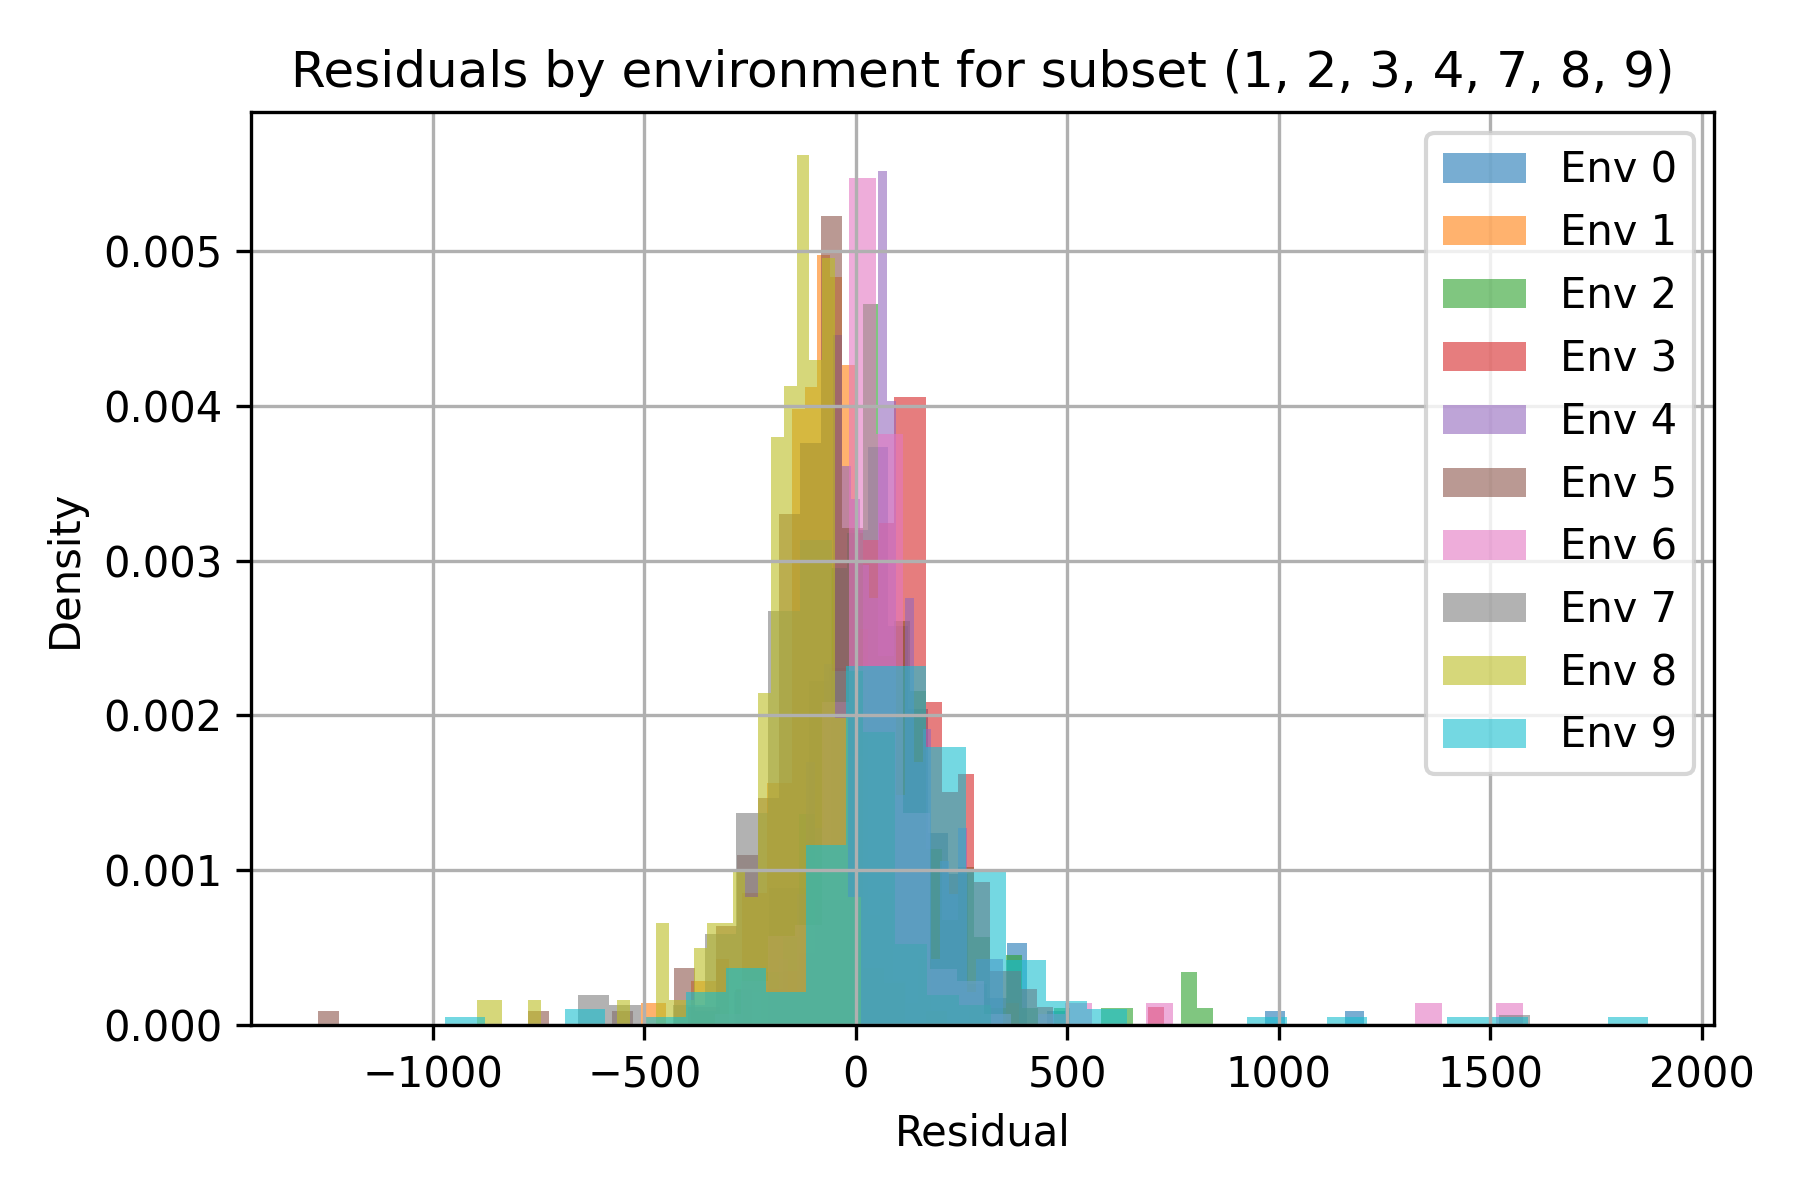 Residuals by environment for subset (1, 2, 3, 4, 7, 8, 9)
Env 0
Env 1
Env 2
Env 3
Env 4
Env 5
Env 6
Env 7
Env 8
Env 9
Density
0.005
0.004
0.003
0.002
0.001
0.000
−1000 −500 0 500 1000 1500 2000
Residual